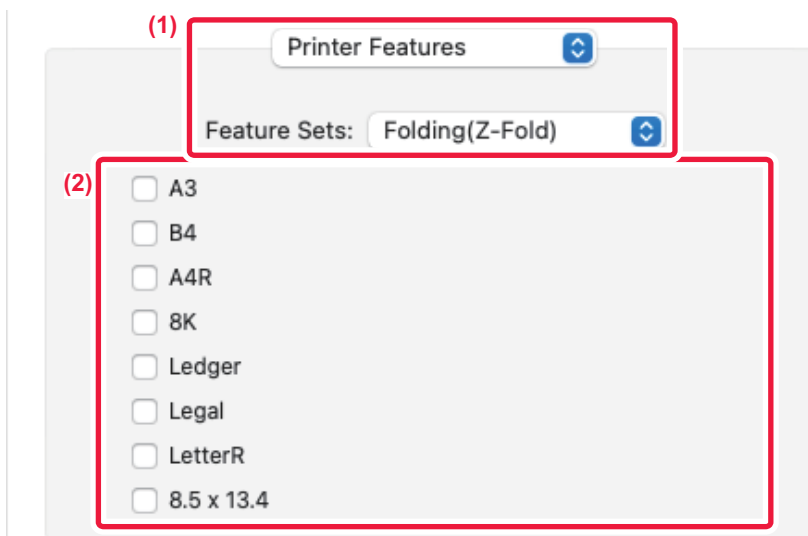 (1)
Printer Features
Feature Sets: Folding(Z-Fold)
(2)
A3
B4
A4R
8K
Ledger
Legal
LetterR
8.5 x 13.4